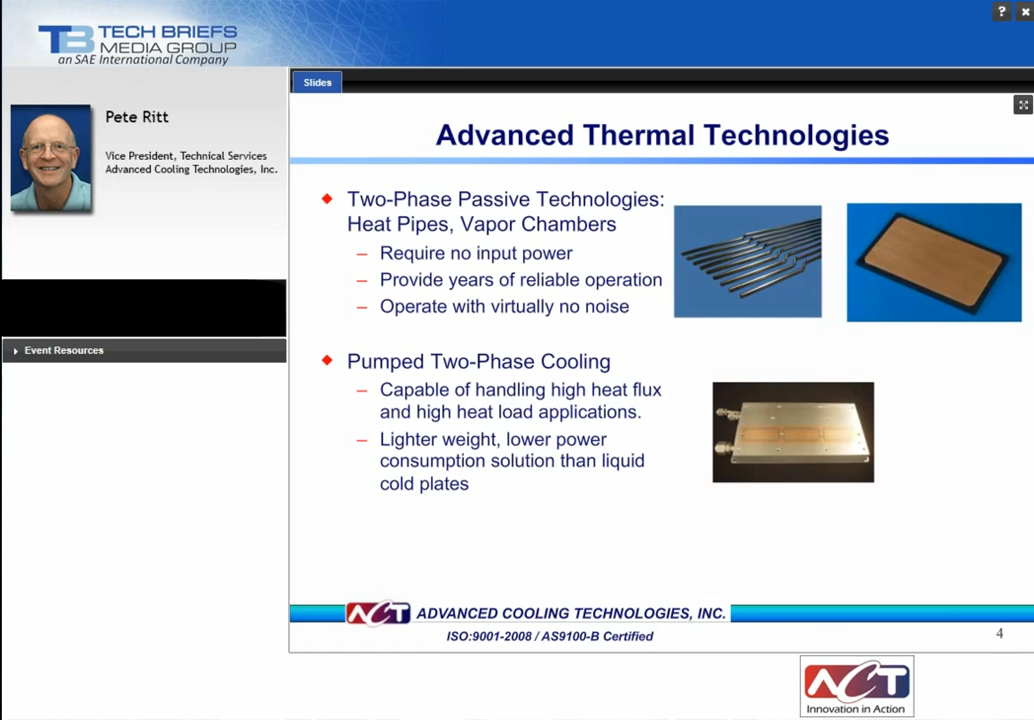 TB TECH BRIEFS
MEDIA GROUP
an SAE International Company
?
Slides
Pete Ritt
Vice President, Technical Services
Advanced Cooling Technologies, Inc.
Event Resources
Advanced Thermal Technologies
Two-Phase Passive Technologies:
Heat Pipes, Vapor Chambers
– Require no input power
– Provide years of reliable operation
– Operate with virtually no noise
Pumped Two-Phase Cooling
– Capable of handling high heat flux
and high heat load applications.
– Lighter weight, lower power
consumption solution than liquid
cold plates
ACT ADVANCED COOLING TECHNOLOGIES, INC.
ISO:9001-2008 / AS9100-B Certified
4
ACT
Innovation in Action